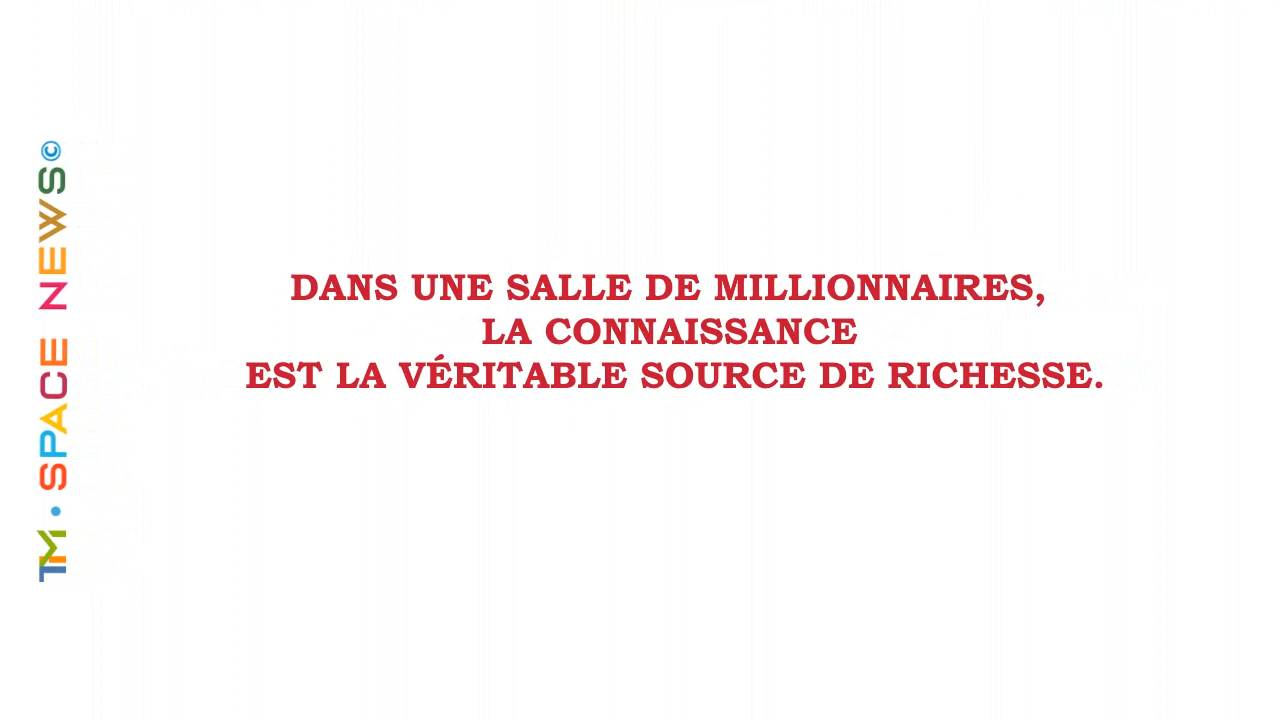 TM • SPACE NEWS©
DANS UNE SALLE DE MILLIONNAIRES,
LA CONNAISSANCE
EST LA VÉRITABLE SOURCE DE RICHESSE.